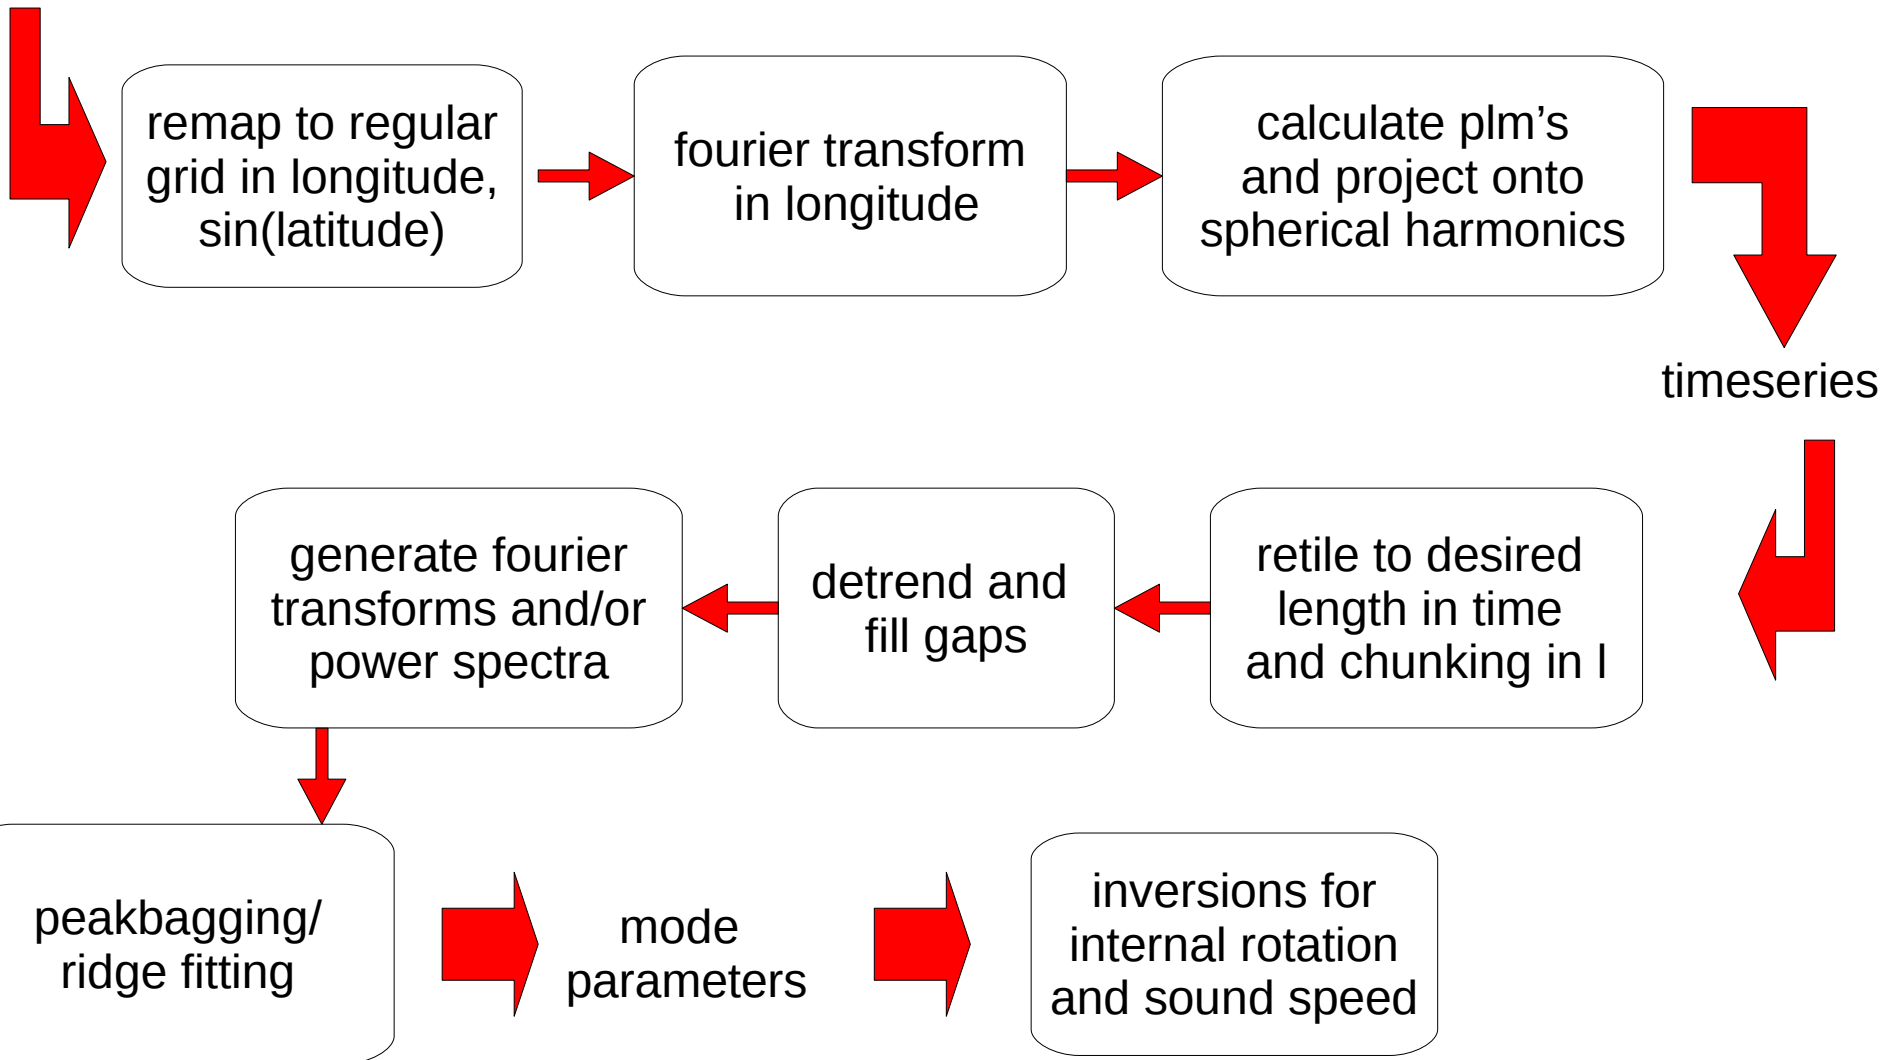 remap to regular
grid in longitude,
sin(latitude)
fourier transform
in longitude
calculate plm’s
and project onto
spherical harmonics
timeseries
retile to desired
length in time
and chunking in l
detrend and
fill gaps
generate fourier
transforms and/or
power spectra
peakbagging/
ridge fitting
mode
parameters
inversions for
internal rotation
and sound speed